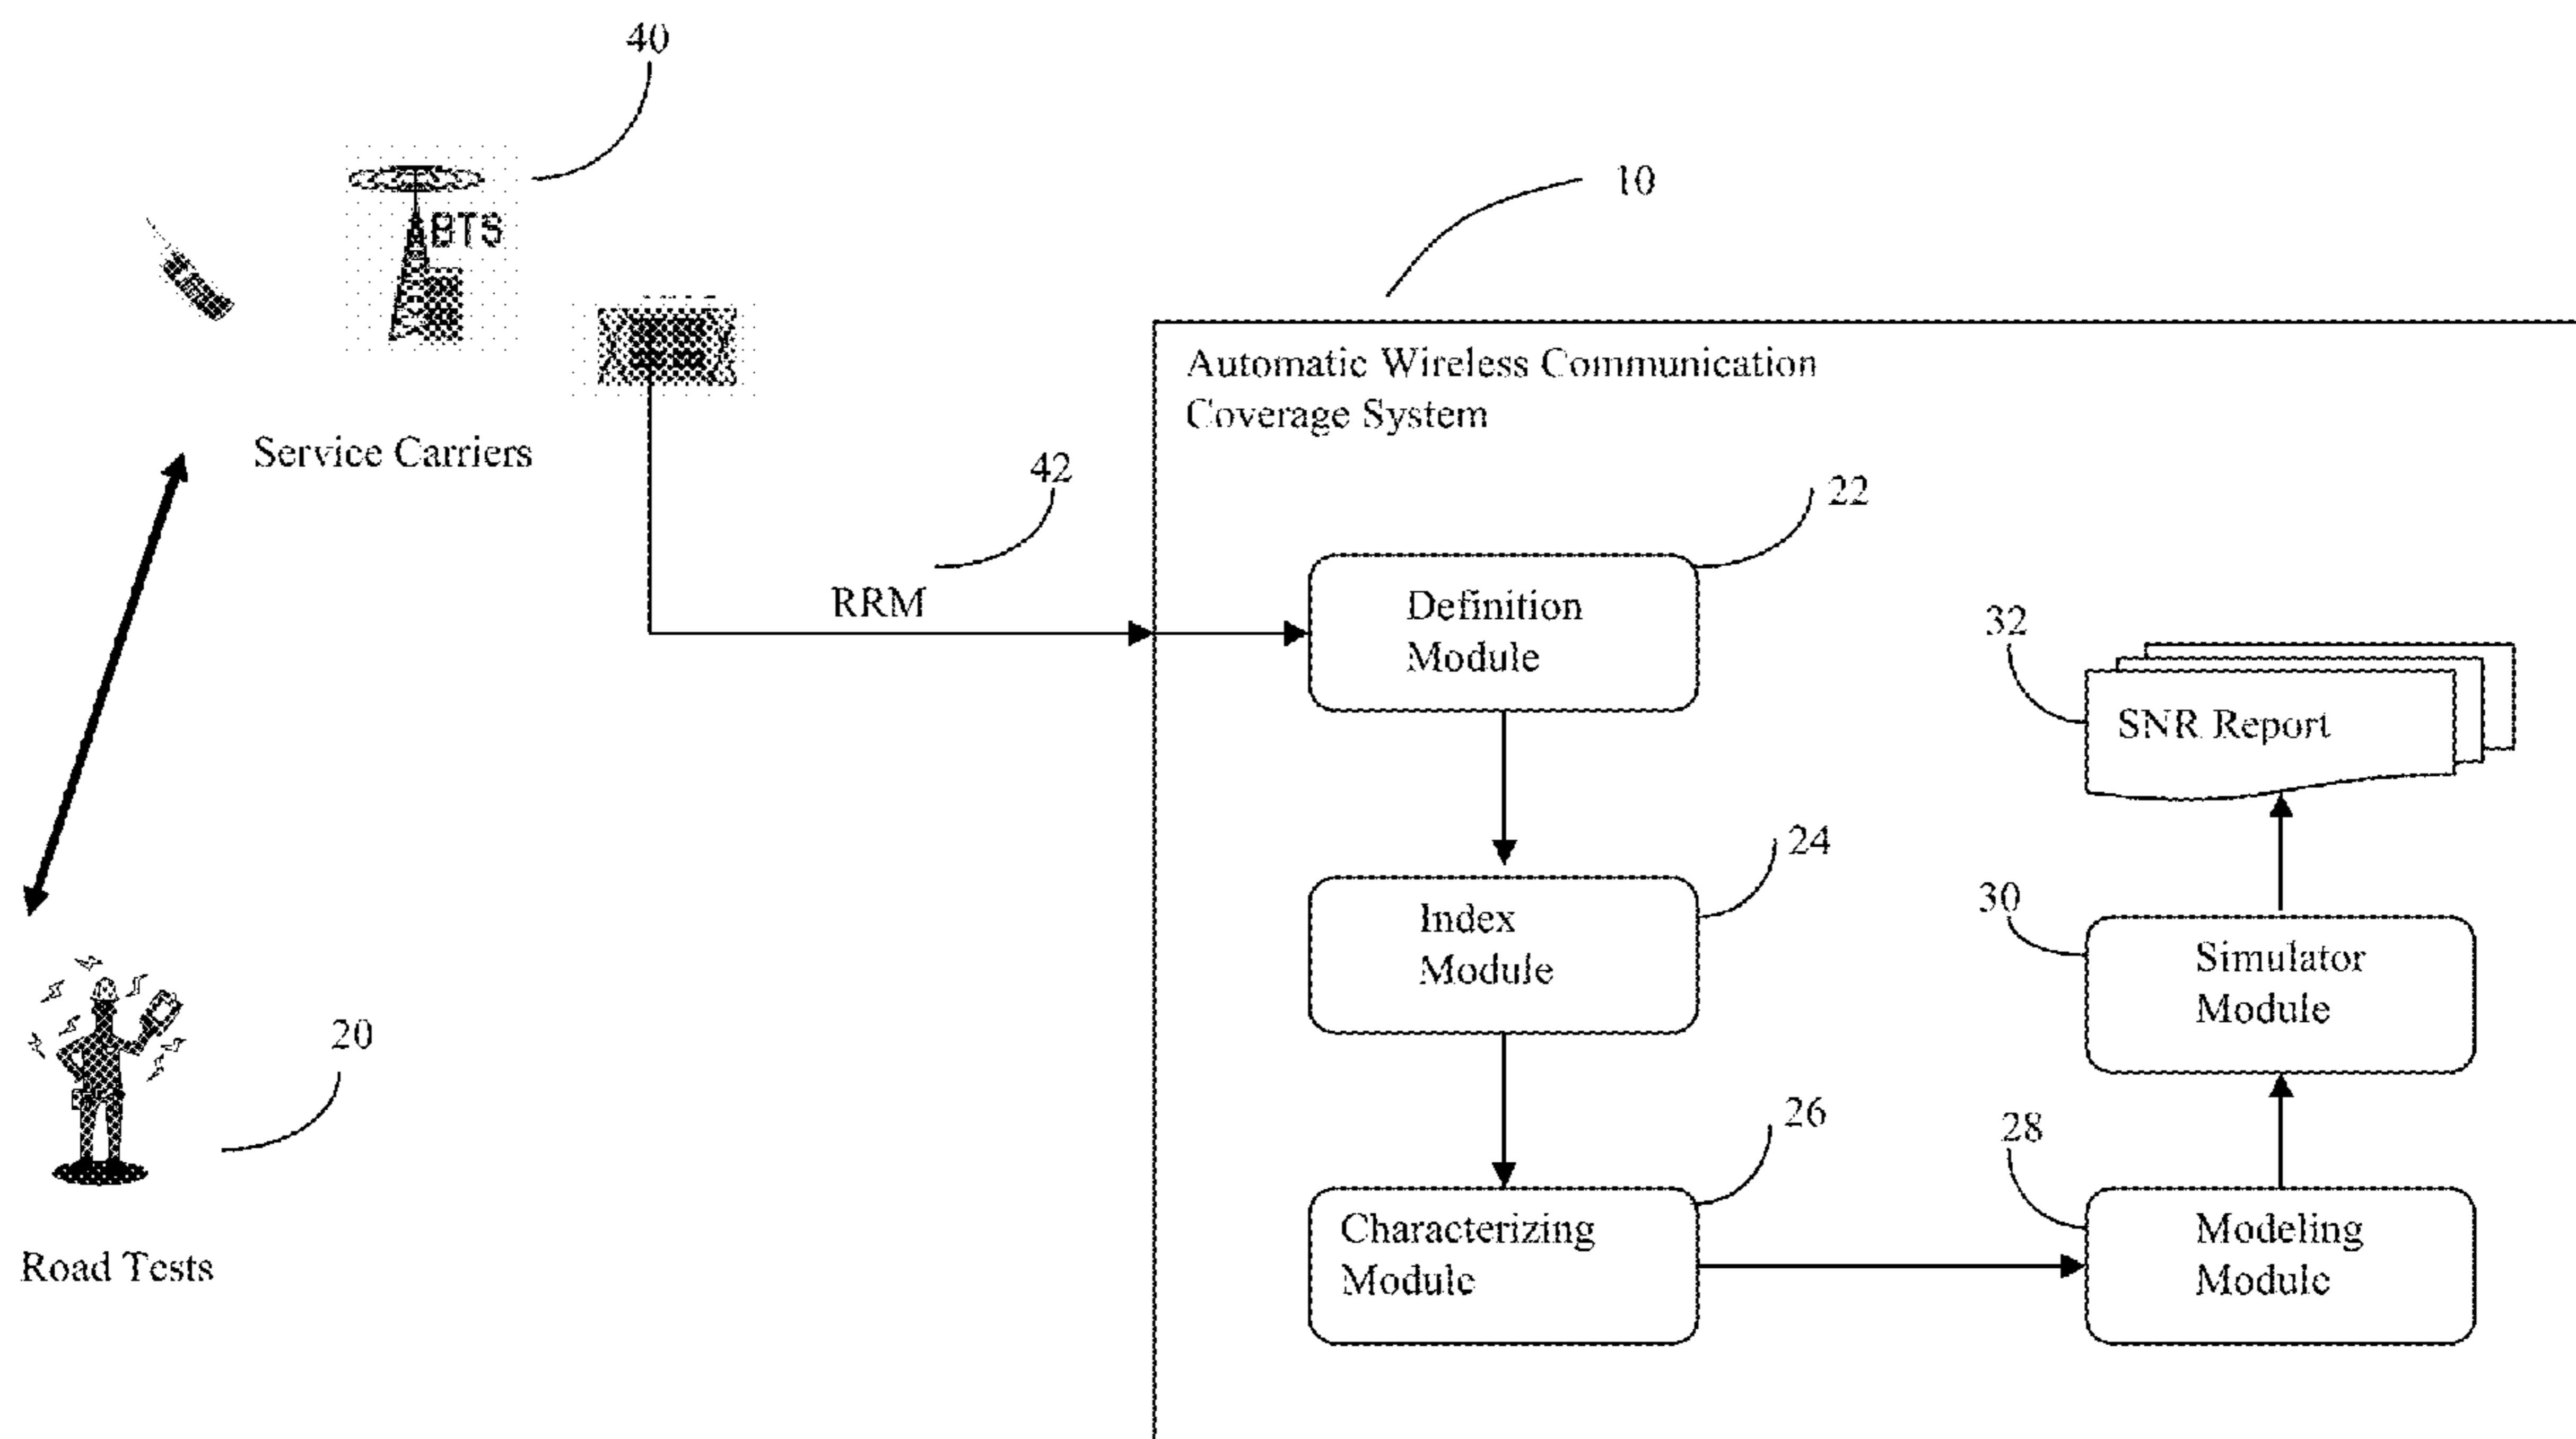 40
BTS
10
Automatic Wireless Communication
Coverage System
Service Carriers
42
22
RRM
Definition
Module
32
SNR Report
24
Index
Module
30
Simulator
Module
20
26
28
Characterizing
Module
Modeling
Module
Road Tests